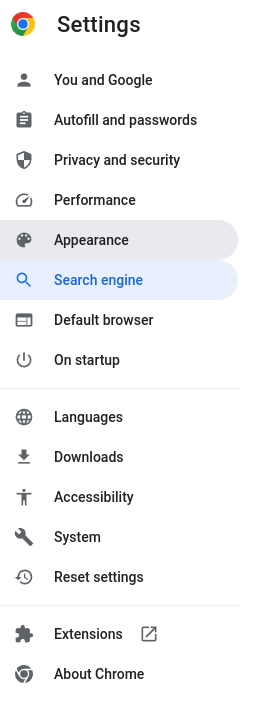 Settings
You and Google
Autofill and passwords
Privacy and security
Performance
Appearance
Search engine
Default browser
On startup
Languages
Downloads
Accessibility
System
Reset settings
Extensions
About Chrome